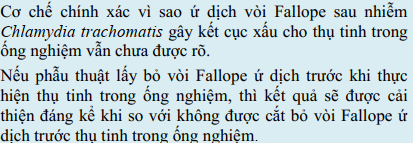 Cơ chế chính xác vì sao ứ dịch vòi Fallope sau nhiễm
Chlamydia trachomatis gây kết cục xấu cho thụ tinh trong
ống nghiệm vẫn chưa được rõ.
Nếu phẫu thuật lấy bỏ vòi Fallope ứ dịch trước khi thực
hiện thụ tinh trong ống nghiệm, thì kết quả sẽ được cải
thiện đáng kể khi so với không được cắt bỏ vòi Fallope ứ
dịch trước thụ tinh trong ống nghiệm.